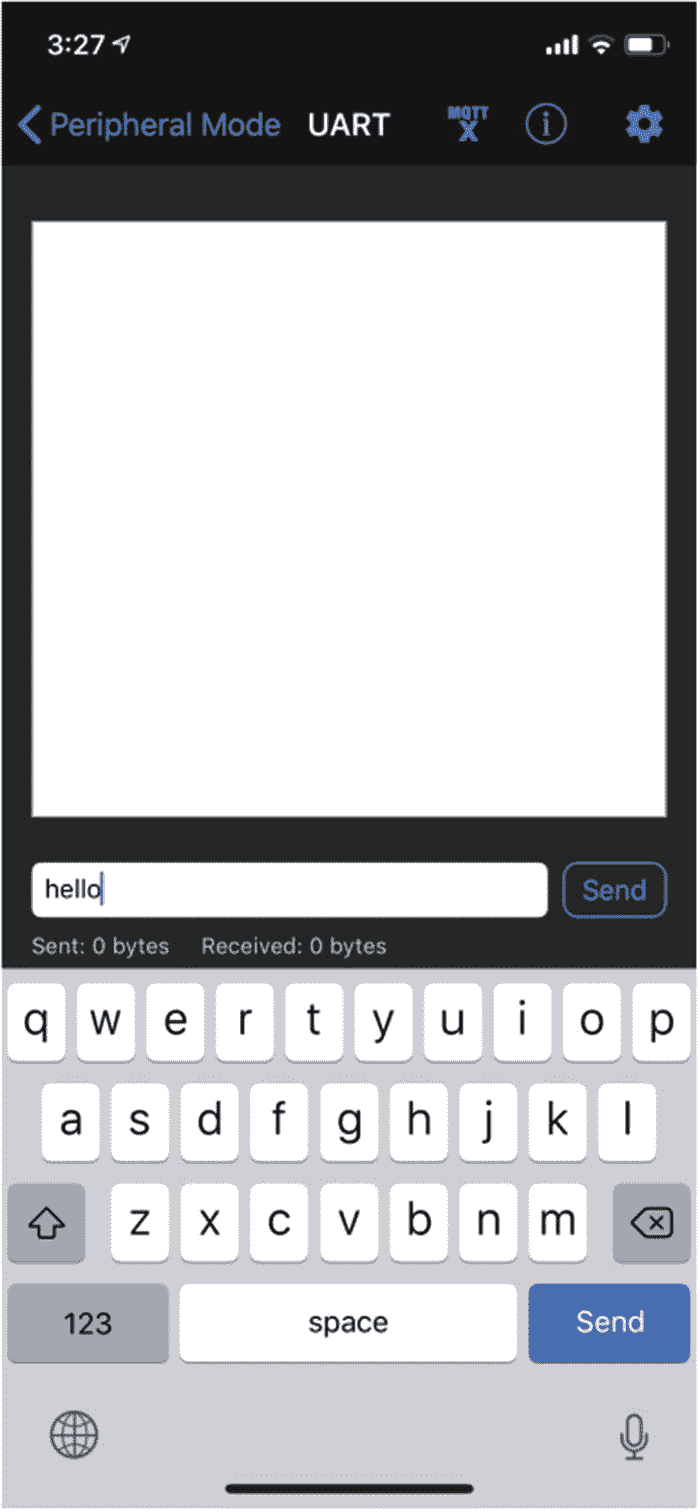 3:27
Peripheral Mode UART MQTT X i
hello Send
Sent: 0 bytes Received: 0 bytes
q w e r t y u i o p
a s d f g h j k l
z x c v b n m
123 space Send